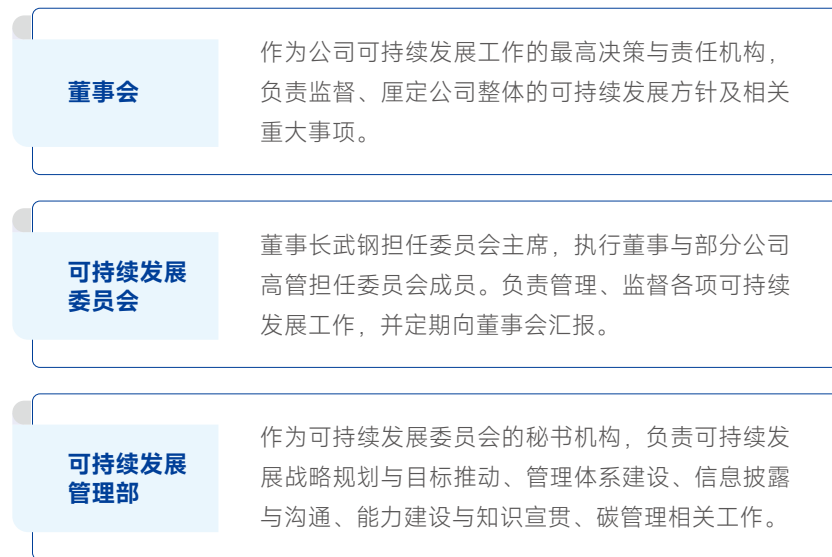 董事会
作为公司可持续发展工作的最高决策与责任机构，
负责监督、厘定公司整体的可持续发展方针及相关
重大事项。
可持续发展
委员会
董事长武钢担任委员会主席，执行董事与部分公司
高管担任委员会成员。负责管理、监督各项可持续
发展工作，并定期向董事会汇报。
可持续发展
管理部
作为可持续发展委员会的秘书机构，负责可持续发
展战略规划与目标推动、管理体系建设、信息披露
与沟通、能力建设与知识宣贯、碳管理相关工作。